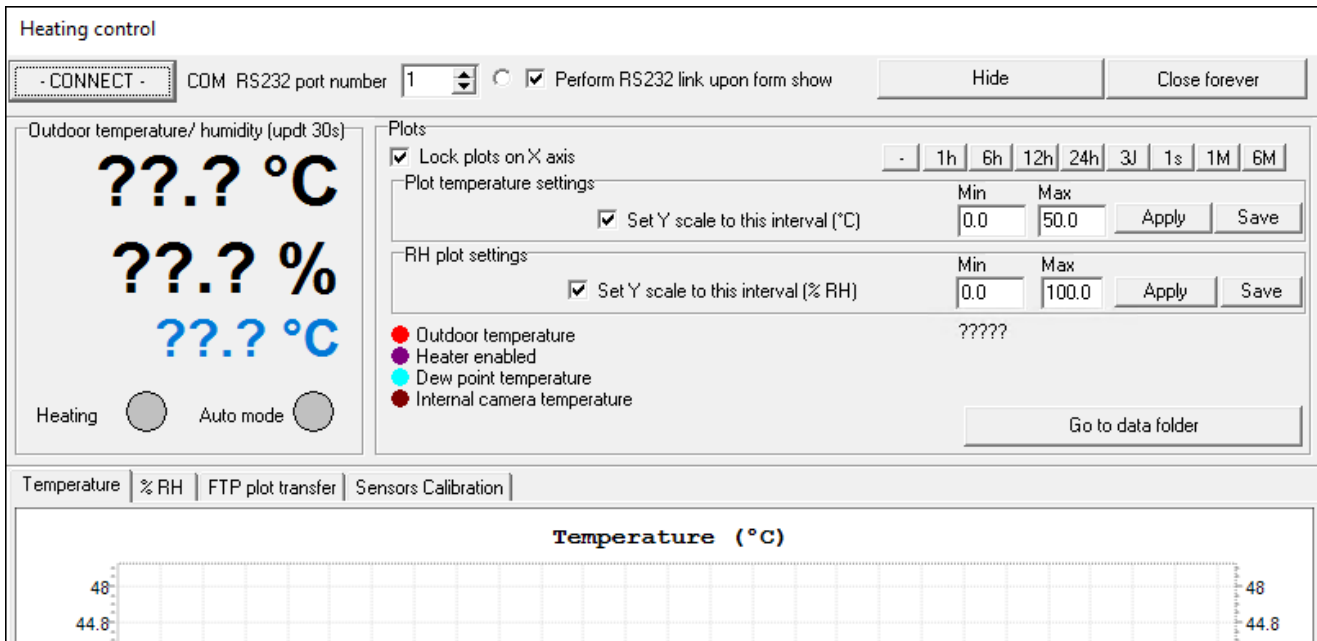 Heating control
- CONNECT - COM RS232 port number 1 Perform RS232 link upon form show Hide Close forever
Outdoor temperature/ humidity (updt 30s)
??.? °C
??.? %
??.? °C
Heating Auto mode
Plots
Lock plots on X axis - 1h 6h 12h 24h 3J 1s 1M 6M
Plot temperature settings
Min Max
Set Y scale to this interval (°C) 0.0 50.0 Apply Save
RH plot settings
Min Max
Set Y scale to this interval (% RH) 0.0 100.0 Apply Save
Outdoor temperature ?????
Heater enabled
Dew point temperature
Internal camera temperature
Go to data folder
Temperature % RH FTP plot transfer Sensors Calibration
Temperature (°C)
48 48
44.8 44.8